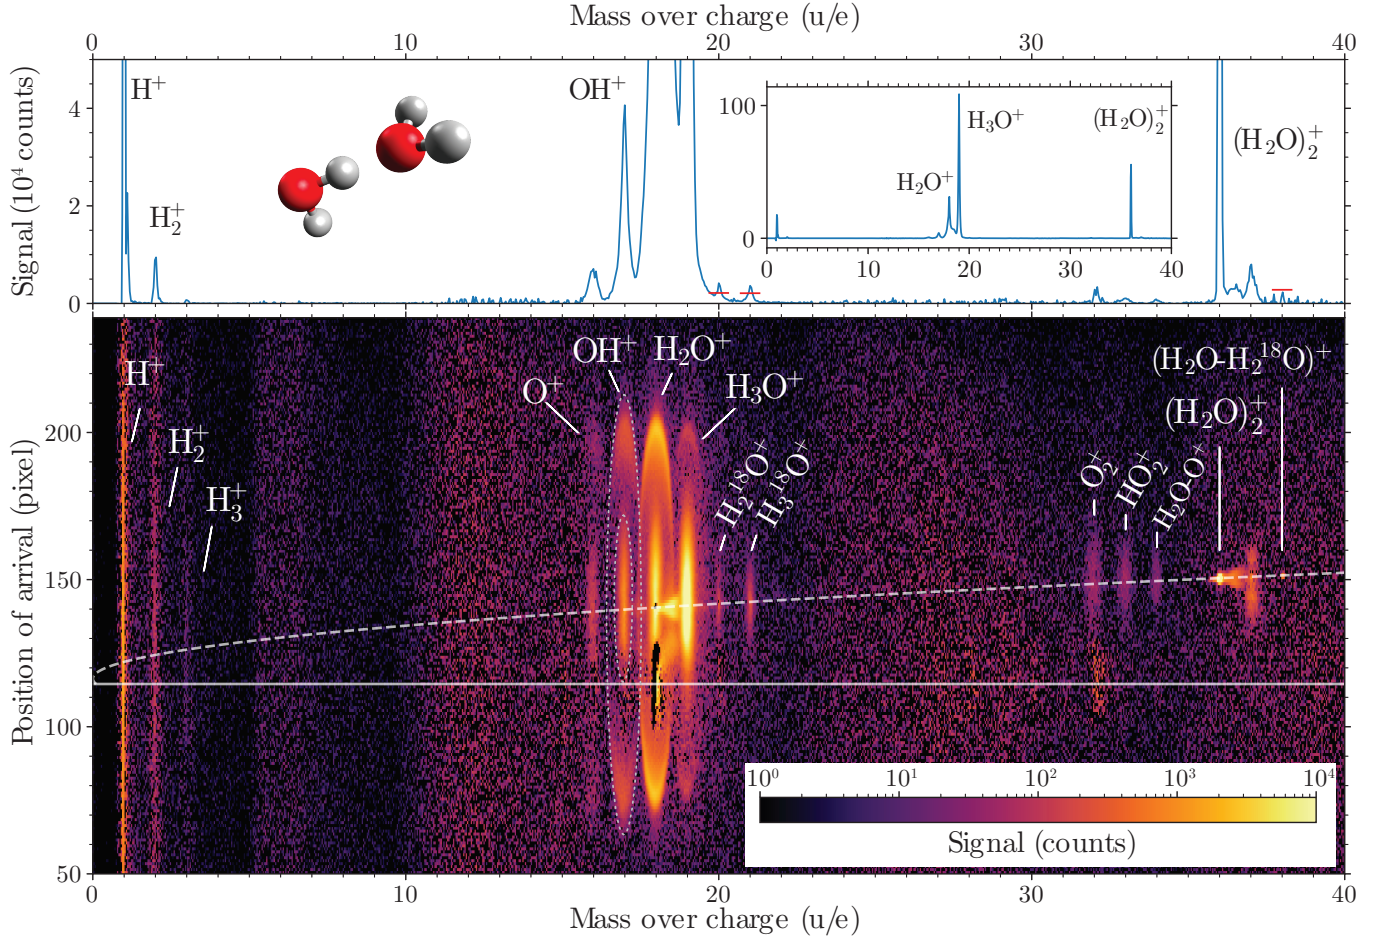 Mass over charge (u/e)
0 10 20 30 40
Signal (10⁴ counts)
4
2
0
H⁺
H₂⁺
OH⁺
(H₂O)₂⁺
100
0
H₂O⁺
H₃O⁺
(H₂O)₂⁺
0 10 20 30 40
Position of arrival (pixel)
200
150
100
50
H⁺
H₂⁺
H₃⁺
O⁺
OH⁺
H₂O⁺
H₃O⁺
H₂¹⁸O⁺
H₃¹⁸O⁺
O₂⁺
HO₂⁺
H₂O-O⁺
(H₂O-H₂¹⁸O)⁺
(H₂O)₂⁺
10⁰ 10¹ 10² 10³ 10⁴
Signal (counts)
0 10 20 30 40
Mass over charge (u/e)